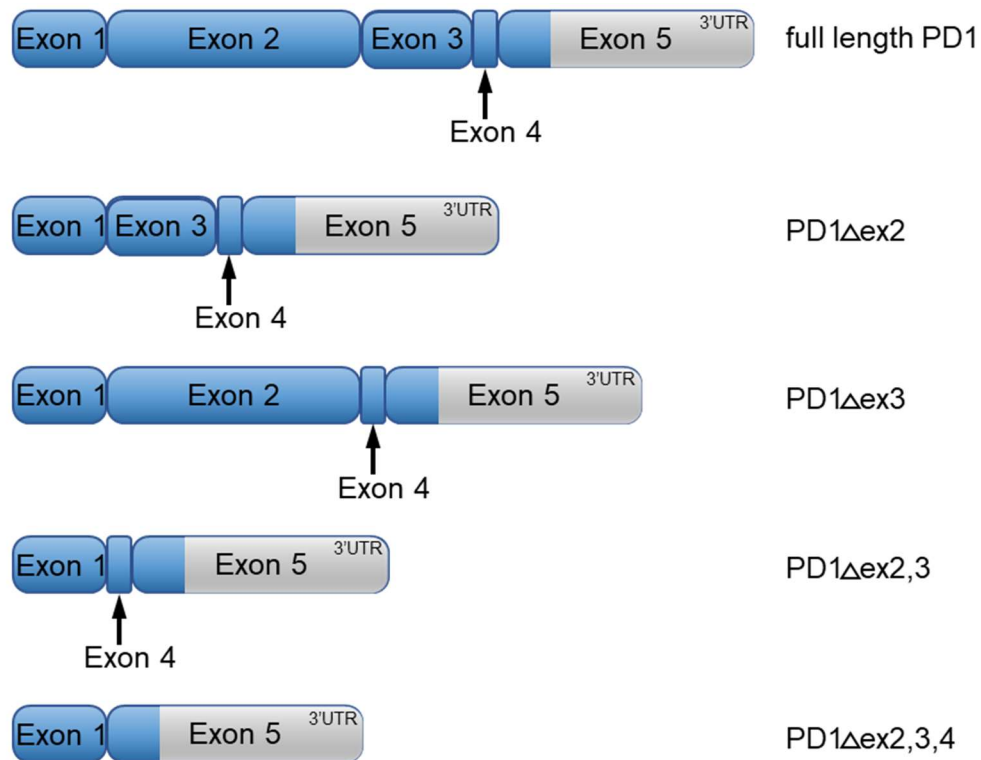 Exon 1 Exon 2 Exon 3 Exon 5 3'UTR full length PD1
Exon 4
Exon 1 Exon 3 Exon 5 3'UTR PD1△ex2
Exon 4
Exon 1 Exon 2 Exon 5 3'UTR PD1△ex3
Exon 4
Exon 1 Exon 5 3'UTR PD1△ex2,3
Exon 4
Exon 1 Exon 5 3'UTR PD1△ex2,3,4